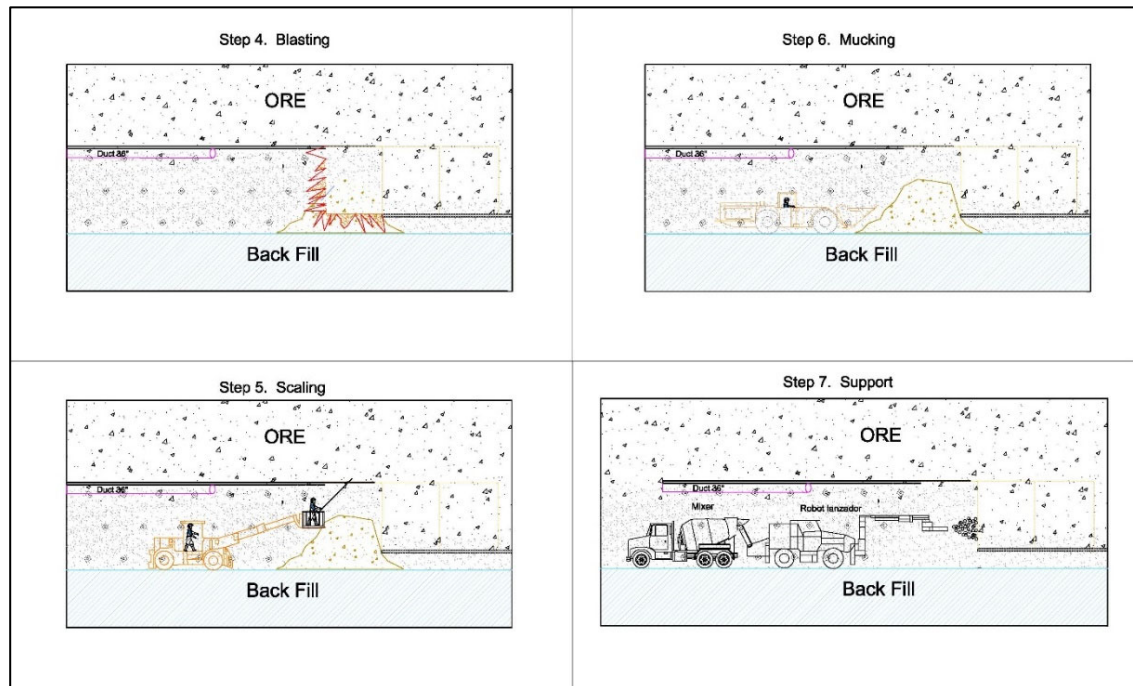 Step 4. Blasting
ORE
Duct 36"
Back Fill
Step 5. Scaling
ORE
Duct 36"
Back Fill
Step 6. Mucking
ORE
Duct 36"
Back Fill
Step 7. Support
ORE
Duct 36"
Mixer
Robot lanzador
Back Fill